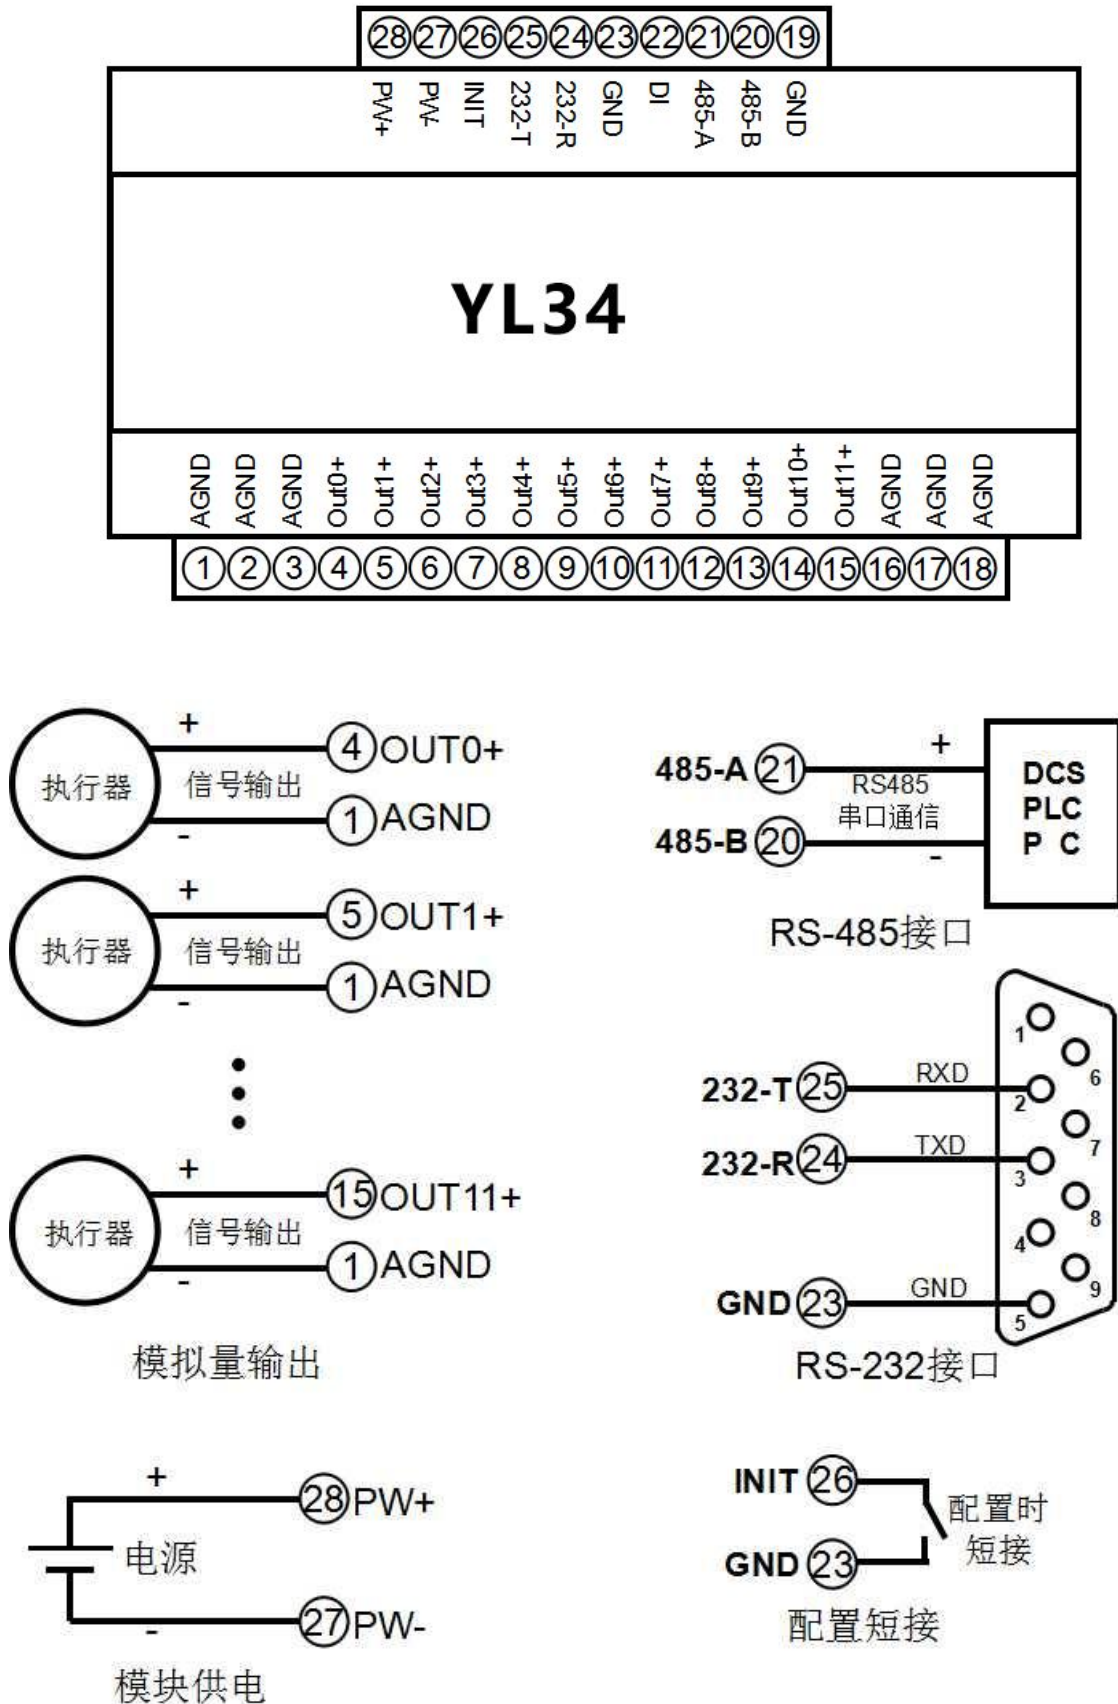 28 27 26 25 24 23 22 21 20 19
PW+ PW- INIT 232-T 232-R GND DI 485-A 485-B GND
YL34
AGND AGND AGND Out0+ Out1+ Out2+ Out3+ Out4+ Out5+ Out6+ Out7+ Out8+ Out9+ Out10+ Out11+ AGND AGND AGND
1 2 3 4 5 6 7 8 9 10 11 12 13 14 15 16 17 18
执行器
+
信号输出
-
4 OUT0+
1 AGND
执行器
+
信号输出
-
5 OUT1+
1 AGND
执行器
+
信号输出
-
15 OUT11+
1 AGND
模拟量输出
485-A 21
+
RS485
串口通信
485-B 20
-
DCS
PLC
P C
RS-485接口
232-T 25 RXD
232-R 24 TXD
GND 23 GND
1
6
2
7
3
8
4
9
5
RS-232接口
+
28 PW+
电源
27 PW-
-
模块供电
INIT 26
配置时
短接
GND 23
配置短接